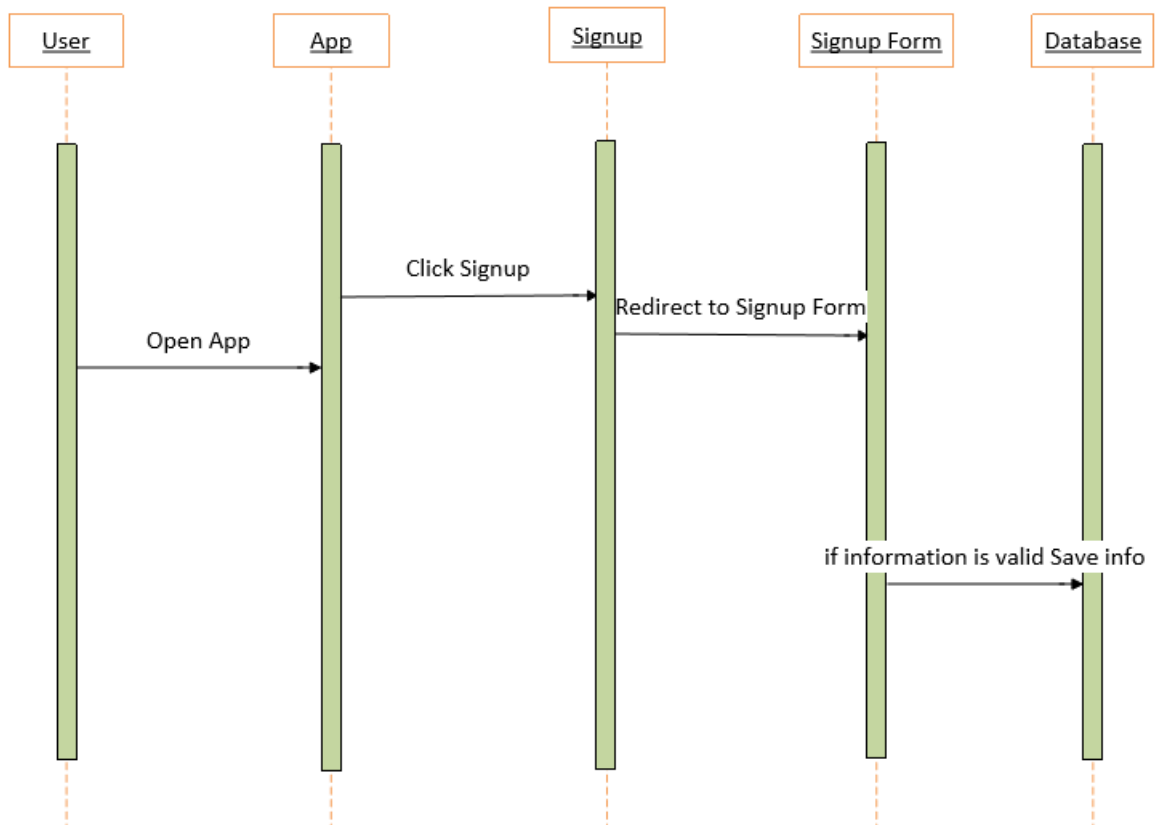 User
App
Signup
Signup Form
Database
Click Signup
Redirect to Signup Form
Open App
if information is valid Save info